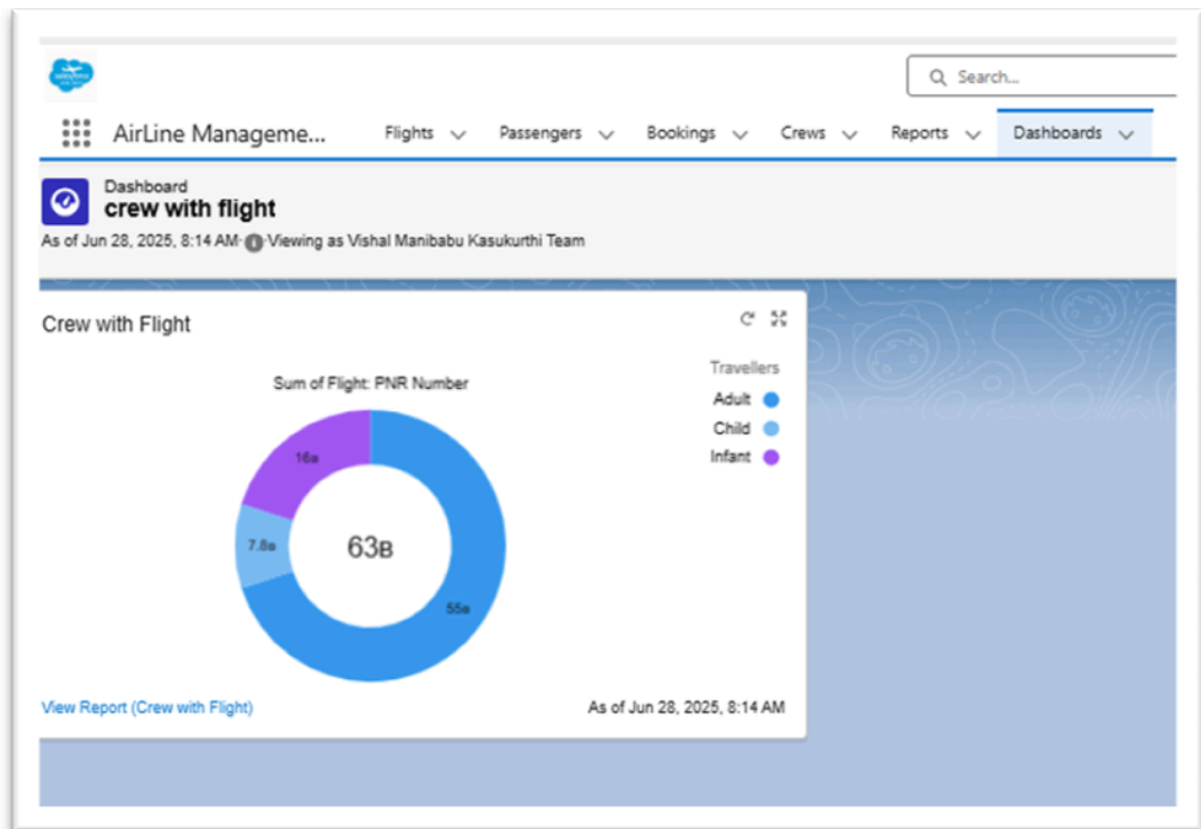 Search...
AirLine Manageme... Flights Passengers Bookings Crews Reports Dashboards
Dashboard
crew with flight
As of Jun 28, 2025, 8:14 AM Viewing as Vishal Manibabu Kasukurthi Team
Crew with Flight
Travellers
Sum of Flight: PNR Number
Adult
Child
Infant
16B
7.8B
63B
55B
View Report (Crew with Flight) As of Jun 28, 2025, 8:14 AM